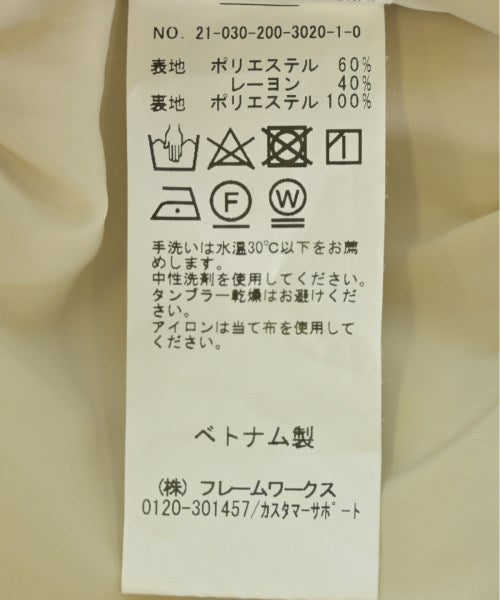 NO. 21-030-200-3020-1-0
表地 ポリエステル 60%
レーヨン 40%
裏地 ポリエステル 100%
F W
手洗いは水温30℃以下をお薦
めします。
中性洗剤を使用してください。
タンブラー乾燥はお避けくだ
さい。
アイロンは当て布を使用して
ください。
ベトナム製
(株) フレームワークス
0120-301457/カスタマーサポート